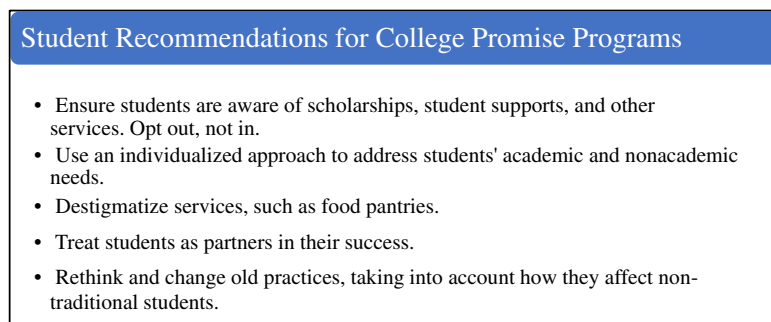 Student Recommendations for College Promise Programs
• Ensure students are aware of scholarships, student supports, and other
services. Opt out, not in.
• Use an individualized approach to address students' academic and nonacademic
needs.
• Destigmatize services, such as food pantries.
• Treat students as partners in their success.
• Rethink and change old practices, taking into account how they affect non-
traditional students.